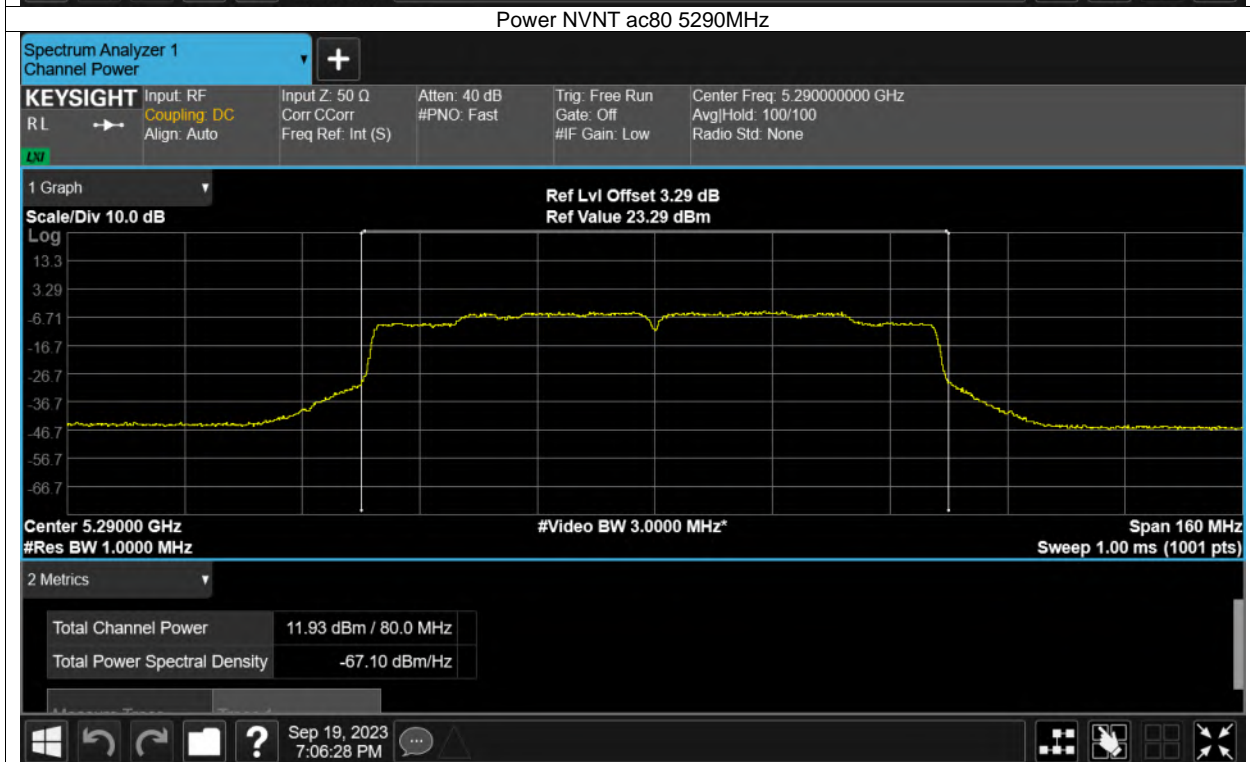 Power NVNT ac80 5290MHz
Spectrum Analyzer 1
Channel Power
KEYSIGHT
RL
LXI
Input: RF
Coupling: DC
Align: Auto
Input Z: 50 Ω
Corr CCorr
Freq Ref: Int (S)
Atten: 40 dB
#PNO: Fast
Trig: Free Run
Gate: Off
#IF Gain: Low
Center Freq: 5.290000000 GHz
Avg|Hold: 100/100
Radio Std: None
1 Graph
Scale/Div 10.0 dB
Ref Lvl Offset 3.29 dB
Ref Value 23.29 dBm
Log
13.3
3.29
-6.71
-16.7
-26.7
-36.7
-46.7
-56.7
-66.7
Center 5.29000 GHz
#Video BW 3.0000 MHz*
Span 160 MHz
#Res BW 1.0000 MHz
Sweep 1.00 ms (1001 pts)
2 Metrics
Total Channel Power 11.93 dBm / 80.0 MHz
Total Power Spectral Density -67.10 dBm/Hz
Sep 19, 2023
7:06:28 PM